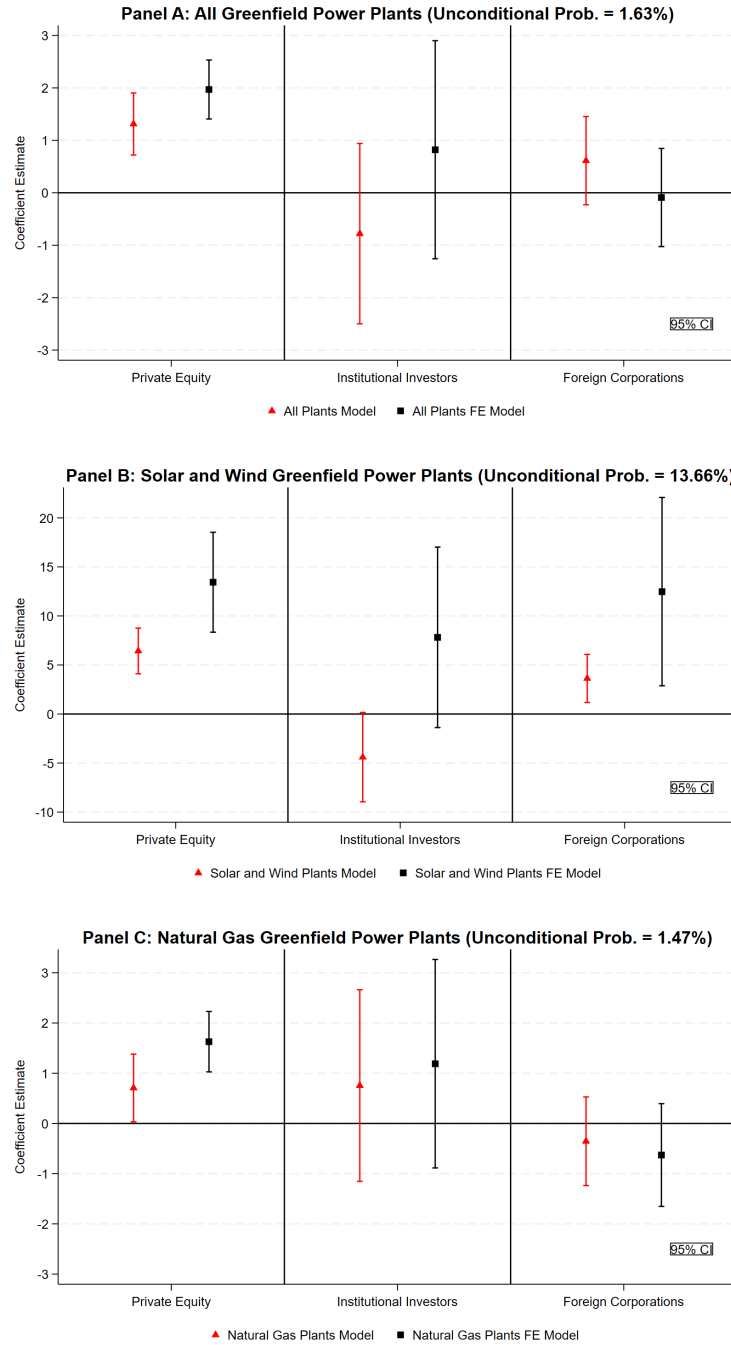 Panel A: All Greenfield Power Plants (Unconditional Prob. = 1.63%)
Coefficient Estimate
3
2
1
0
-1
-2
-3
95% CI
Private Equity Institutional Investors Foreign Corporations
All Plants Model All Plants FE Model
Panel B: Solar and Wind Greenfield Power Plants (Unconditional Prob. = 13.66%)
Coefficient Estimate
20
15
10
5
0
-5
-10
95% CI
Private Equity Institutional Investors Foreign Corporations
Solar and Wind Plants Model Solar and Wind Plants FE Model
Panel C: Natural Gas Greenfield Power Plants (Unconditional Prob. = 1.47%)
Coefficient Estimate
3
2
1
0
-1
-2
-3
95% CI
Private Equity Institutional Investors Foreign Corporations
Natural Gas Plants Model Natural Gas Plants FE Model